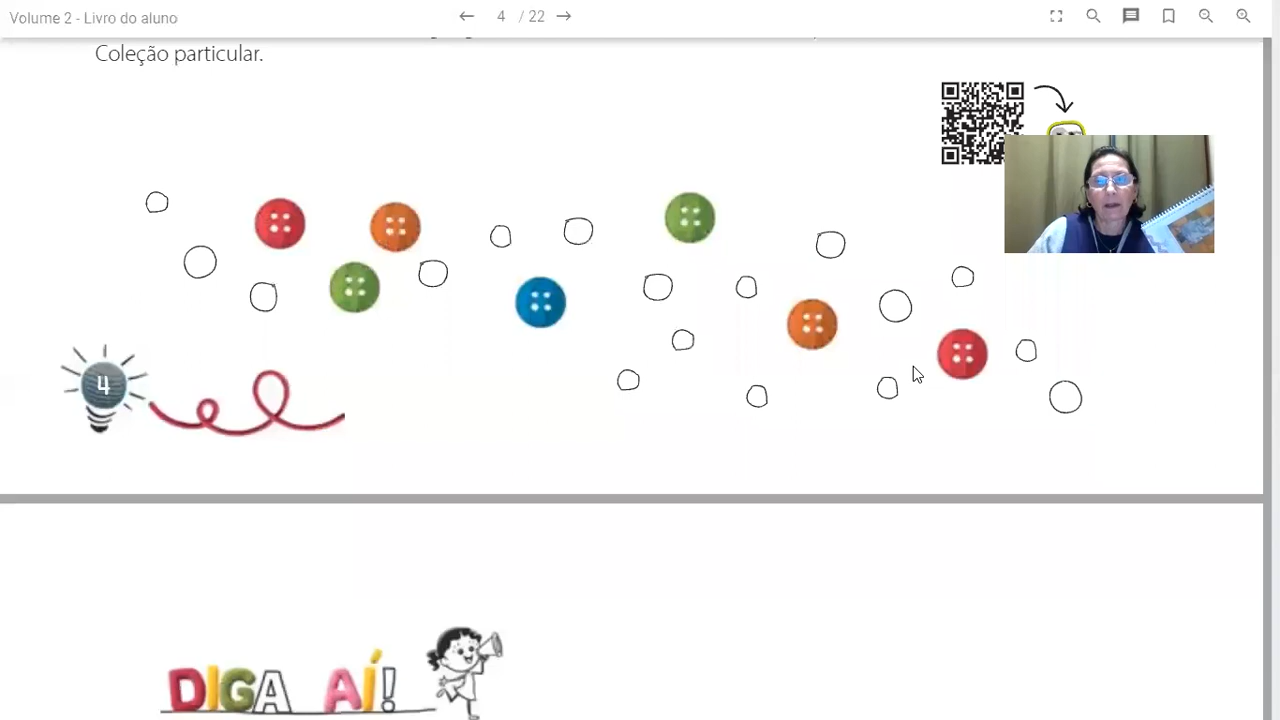 Volume 2 - Livro do aluno
4 / 22
Coleção particular.
4
DIGA AÍ!